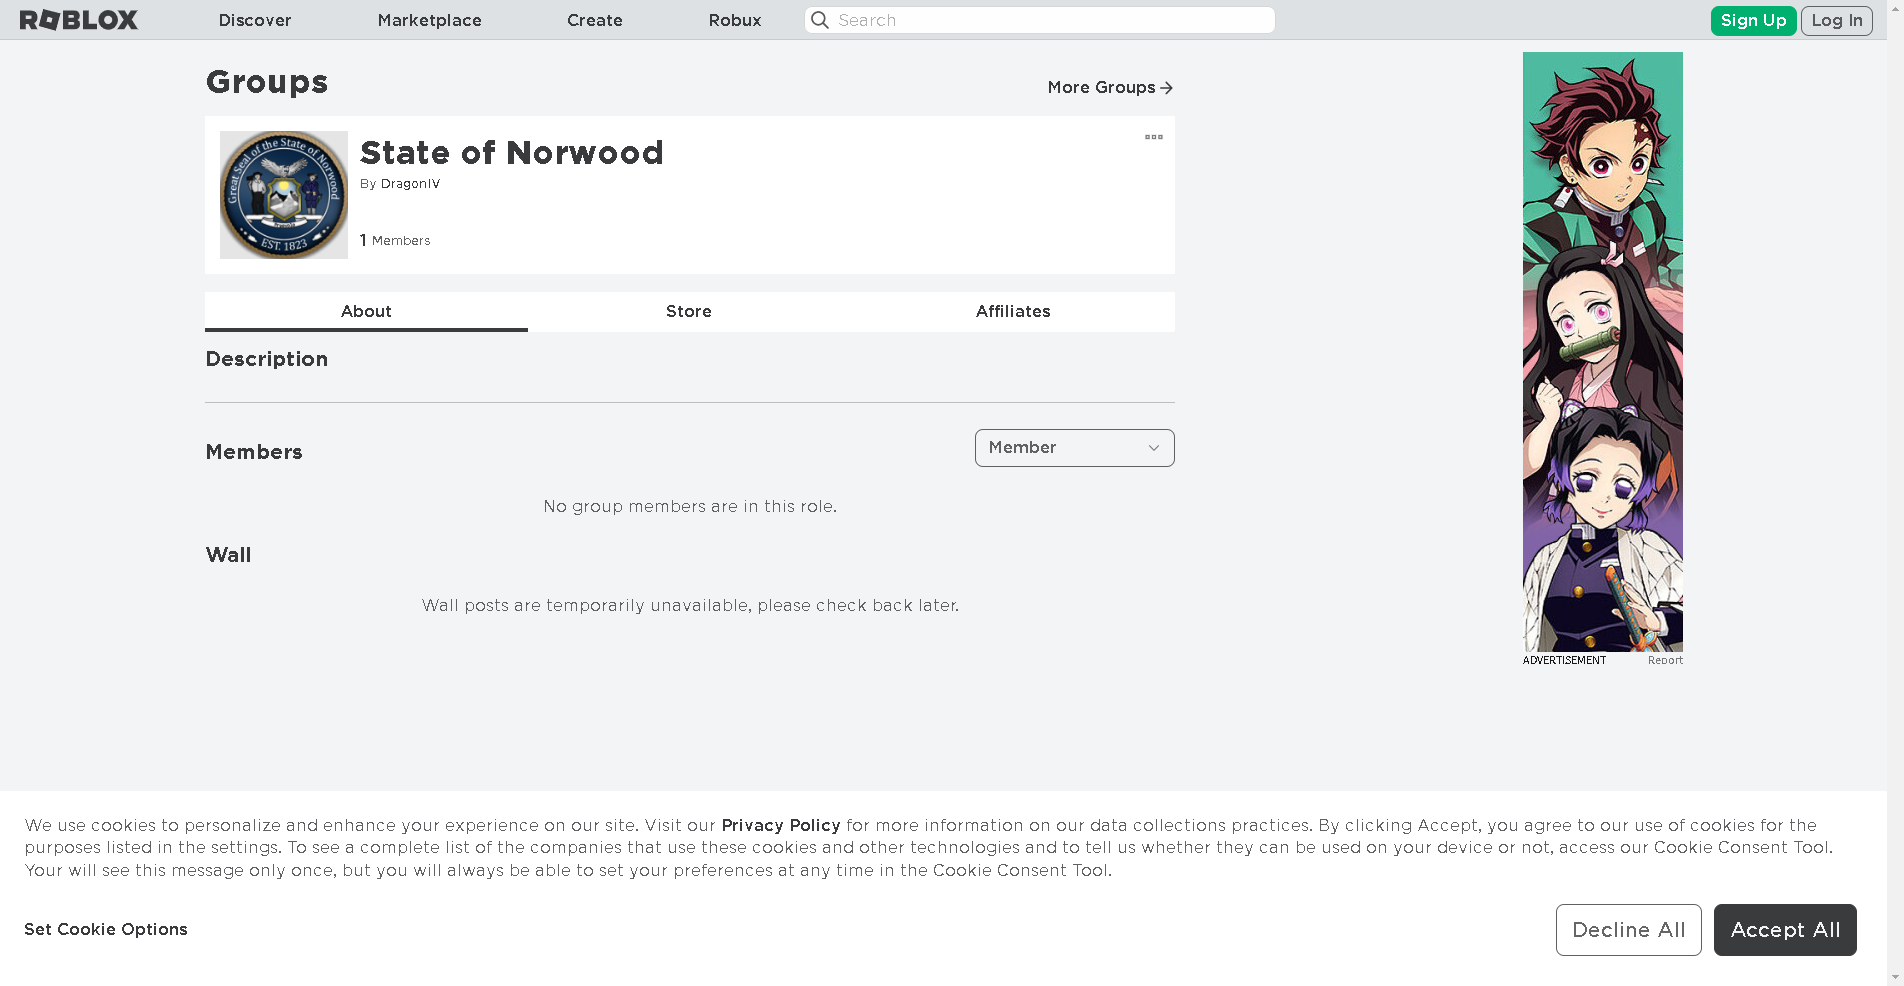 ROBLOX
Discover
Marketplace
Create
Robux
Search
Sign Up
Log In
Groups
More Groups
Great Seal of the State of Norwood
EST. 1823
State of Norwood
By DragonIV
1 Members
About
Store
Affiliates
Description
Members
Member
No group members are in this role.
Wall
Wall posts are temporarily unavailable, please check back later.
ADVERTISEMENT
Report
We use cookies to personalize and enhance your experience on our site. Visit our Privacy Policy for more information on our data collections practices. By clicking Accept, you agree to our use of cookies for the
purposes listed in the settings. To see a complete list of the companies that use these cookies and other technologies and to tell us whether they can be used on your device or not, access our Cookie Consent Tool.
Your will see this message only once, but you will always be able to set your preferences at any time in the Cookie Consent Tool.
Set Cookie Options
Decline All
Accept All